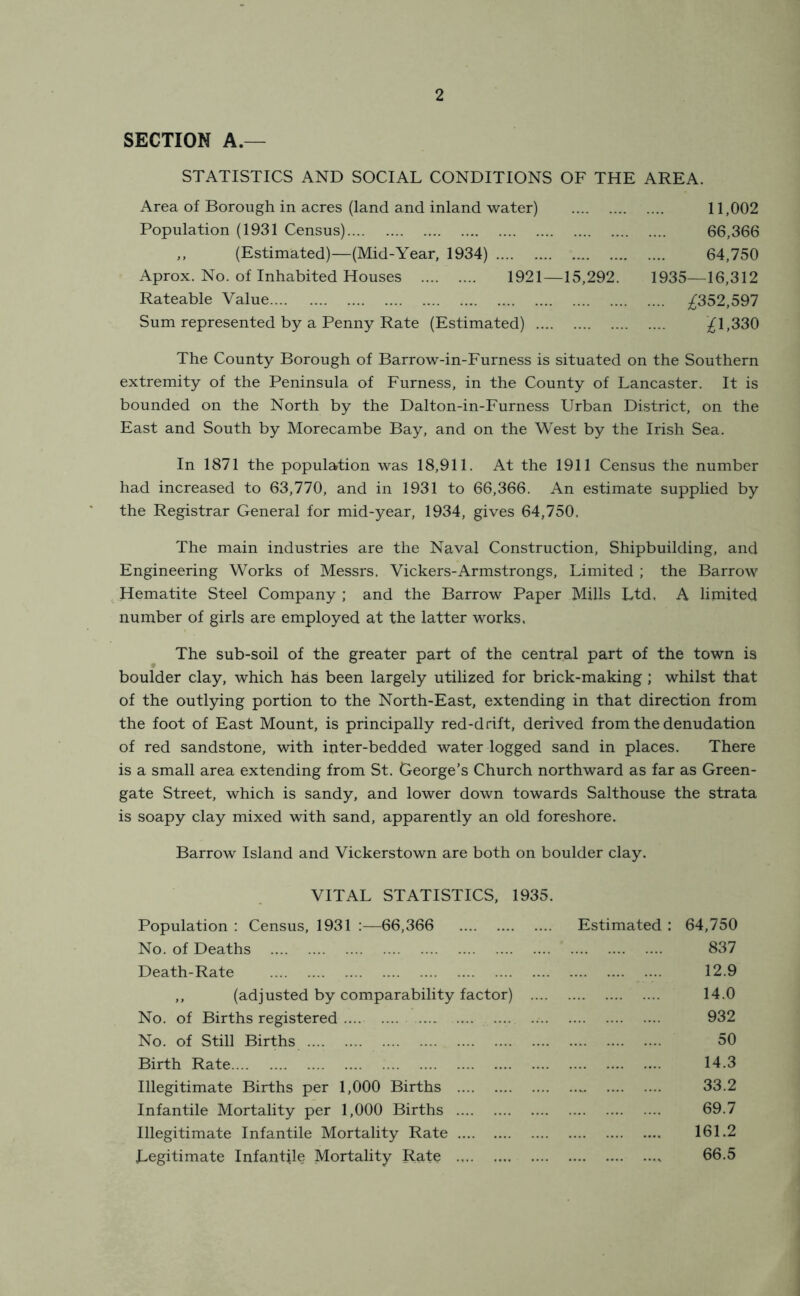 2
SECTION A.—
STATISTICS AND SOCIAL CONDITIONS OF THE AREA.
Area of Borough in acres (land and inland water) .... .... .... 11,002
Population (1931 Census).... .... .... .... .... .... .... .... .... 66,366
,, (Estimated)—(Mid-Year, 1934) .... .... .... .... .... 64,750
Aprox. No. of Inhabited Houses .... .... 1921—15,292. 1935—16,312
Rateable Value.... .... .... .... .... .... .... .... .... .... .... £352,597
Sum represented by a Penny Rate (Estimated) .... .... .... .... £1,330
The County Borough of Barrow-in-Furness is situated on the Southern
extremity of the Peninsula of Furness, in the County of Lancaster. It is
bounded on the North by the Dalton-in-Furness Urban District, on the
East and South by Morecambe Bay, and on the West by the Irish Sea.
In 1871 the population was 18,911. At the 1911 Census the number
had increased to 63,770, and in 1931 to 66,366. An estimate supplied by
the Registrar General for mid-year, 1934, gives 64,750.
The main industries are the Naval Construction, Shipbuilding, and
Engineering Works of Messrs. Vickers-Armstrongs, Limited ; the Barrow
Hematite Steel Company ; and the Barrow Paper Mills Ltd. A limited
number of girls are employed at the latter works.
The sub-soil of the greater part of the central part of the town is
boulder clay, which has been largely utilized for brick-making ; whilst that
of the outlying portion to the North-East, extending in that direction from
the foot of East Mount, is principally red-drift, derived from the denudation
of red sandstone, with inter-bedded water logged sand in places. There
is a small area extending from St. George's Church northward as far as Green-
gate Street, which is sandy, and lower down towards Salthouse the strata
is soapy clay mixed with sand, apparently an old foreshore.
Barrow Island and Vickerstown are both on boulder clay.
VITAL STATISTICS, 1935.
Population : Census, 1931 :—66,366 .... .... .... Estimated : 64,750
No. of Deaths .... .... .... .... .... .... .... .... .... .... .... 837
Death-Rate .... .... .... .... .... .... .... .... .... .... .... 12.9
,, (adjusted by comparability factor) .... .... .... .... 14.0
No. of Births registered .... .... .... .... .... .... .... .... .... 932
No. of Still Births .... .... .... .... .... .... .... .... .... .... 50
Birth Rate.... .... .... .... .... .... .... .... .... .... .... .... 14.3
Illegitimate Births per 1,000 Births .... .... .... .... .... .... 33.2
Infantile Mortality per 1,000 Births .... .... .... .... .... .... 69.7
Illegitimate Infantile Mortality Rate .... .... .... .... .... .... 161.2
Legitimate Infantile Mortality Rate .... .... .... .... .... .... 66.5